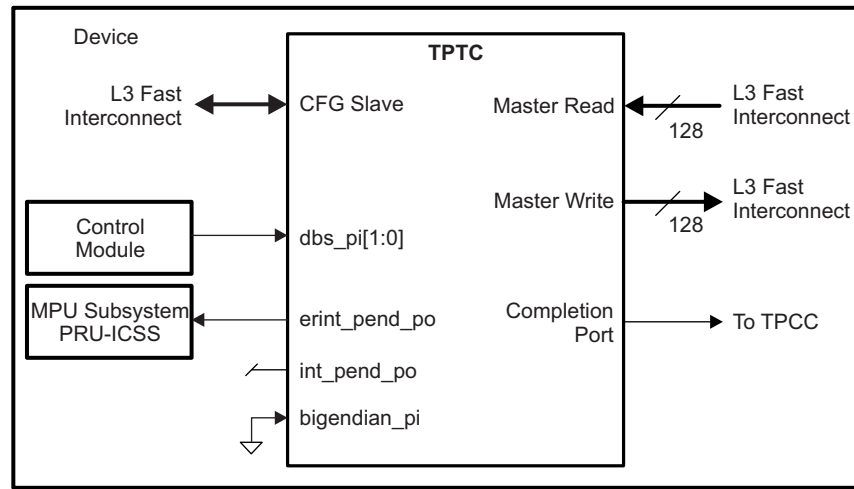 Device
TPTC
L3 Fast
Interconnect
CFG Slave
Master Read
128
L3 Fast
Interconnect
Master Write
128
L3 Fast
Interconnect
Control
Module
dbs_pi[1:0]
MPU Subsystem
PRU-ICSS
erint_pend_po
Completion
Port
To TPCC
int_pend_po
bigendian_pi